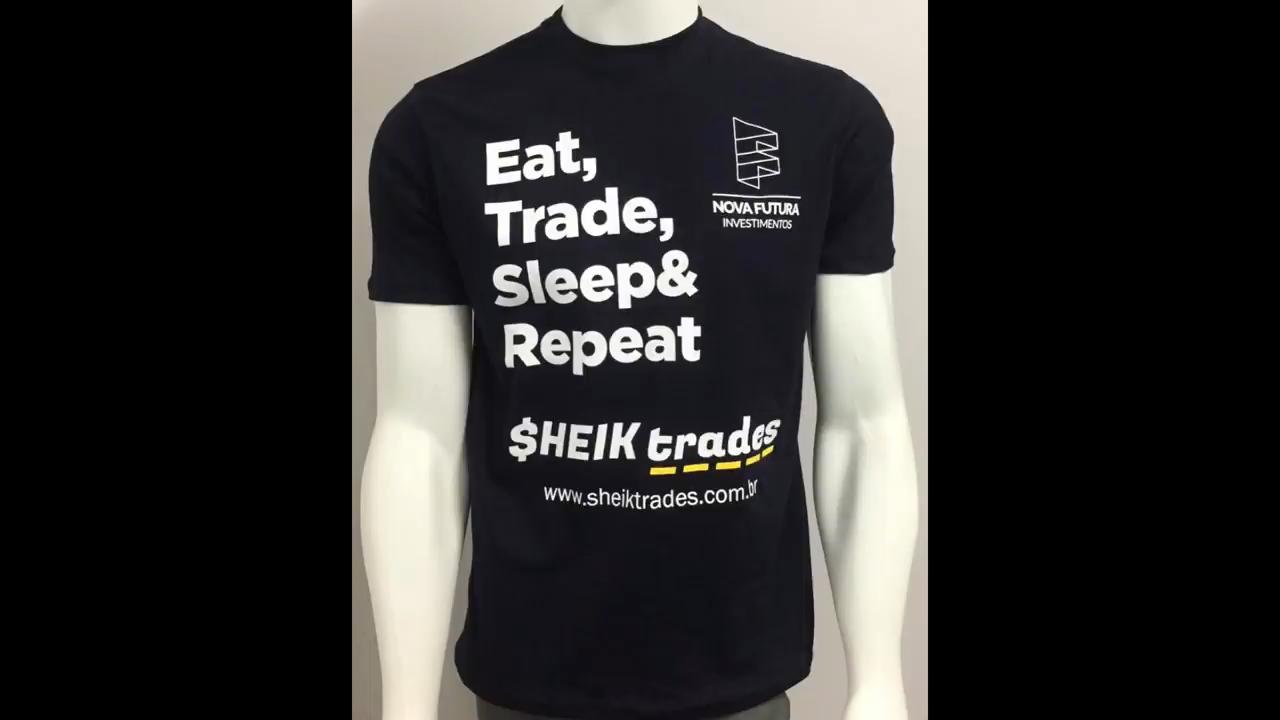 Eat,
Trade,
Sleep&
Repeat
NOVA FUTURA
INVESTIMENTOS
$HEIK trades
www.sheiktrades.com.br